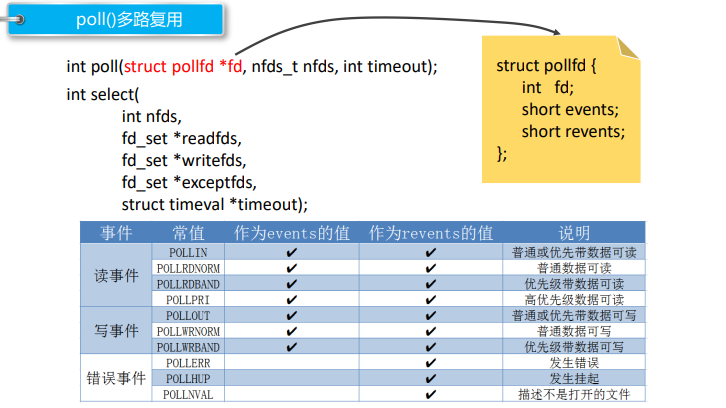 poll()多路复用
int poll(struct pollfd *fd, nfds_t nfds, int timeout);
int select(
int nfds,
fd_set *readfds,
fd_set *writefds,
fd_set *exceptfds,
struct timeval *timeout);
struct pollfd {
int fd;
short events;
short revents;
};
事件 常值 作为events的值 作为revents的值 说明
读事件 POLLIN ✔ ✔ 普通或优先带数据可读
POLLRDNORM ✔ ✔ 普通数据可读
POLLRDBAND ✔ ✔ 优先级带数据可读
POLLPRI ✔ ✔ 高优先级数据可读
写事件 POLLOUT ✔ ✔ 普通或优先带数据可写
POLLWRNORM ✔ ✔ 普通数据可写
POLLWRBAND ✔ ✔ 优先级带数据可写
错误事件 POLLERR ✔ 发生错误
POLLHUP ✔ 发生挂起
POLLNVAL ✔ 描述不是打开的文件